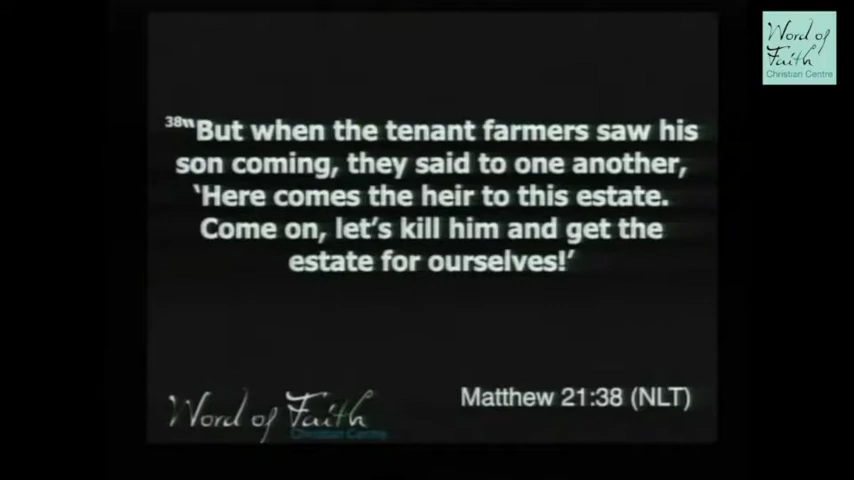 Word of
Faith
Christian Centre
³⁸"“But when the tenant farmers saw his
son coming, they said to one another,
‘Here comes the heir to this estate.
Come on, let’s kill him and get the
estate for ourselves!’
Matthew 21:38 (NLT)
Word of Faith
Christian Centre